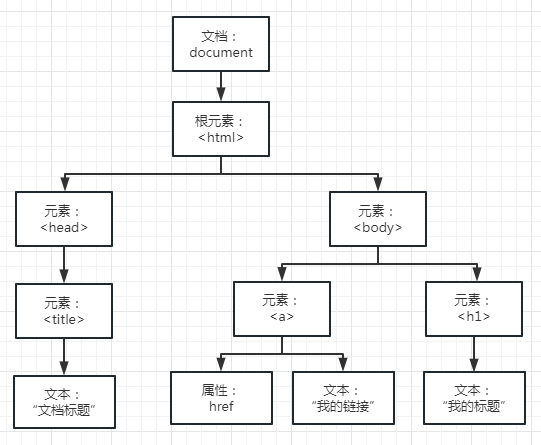 文档：
document
根元素：
<html>
元素：
<head>
元素：
<body>
元素：
<title>
元素：
<a>
元素：
<h1>
文本：
“文档标题”
属性：
href
文本：
“我的链接”
文本：
“我的标题”